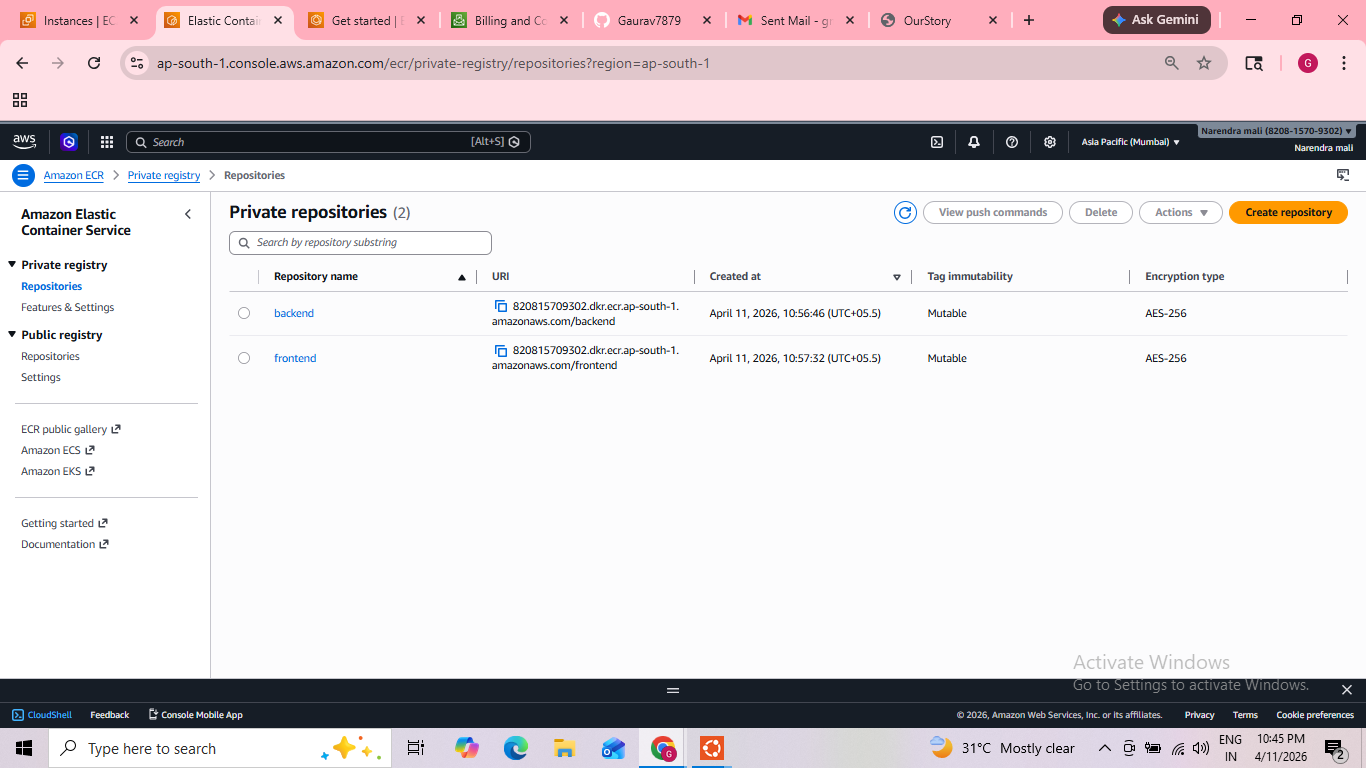 Instances | EC
Elastic Contain
Get started | E
Billing and Co
Gaurav7879
Sent Mail - gr
OurStory
Ask Gemini
ap-south-1.console.aws.amazon.com/ecr/private-registry/repositories?region=ap-south-1
G
aws
Search
[Alt+S]
Asia Pacific (Mumbai)
Narendra mali (8208-1570-9302)
Narendra mali
Amazon ECR
Private registry
Repositories
Amazon Elastic
Container Service
Private registry
Repositories
Features & Settings
Public registry
Repositories
Settings
ECR public gallery
Amazon ECS
Amazon EKS
Getting started
Documentation
Private repositories (2)
View push commands
Delete
Actions
Create repository
Search by repository substring
Repository name
URI
Created at
Tag immutability
Encryption type
backend
820815709302.dkr.ecr.ap-south-1.
amazonaws.com/backend
April 11, 2026, 10:56:46 (UTC+05.5)
Mutable
AES-256
frontend
820815709302.dkr.ecr.ap-south-1.
amazonaws.com/frontend
April 11, 2026, 10:57:32 (UTC+05.5)
Mutable
AES-256
Activate Windows
Go to Settings to activate Windows.
CloudShell
Feedback
Console Mobile App
© 2026, Amazon Web Services, Inc. or its affiliates.
Privacy
Terms
Cookie preferences
Type here to search
G
31°C Mostly clear
ENG
IN
10:45 PM
4/11/2026
2